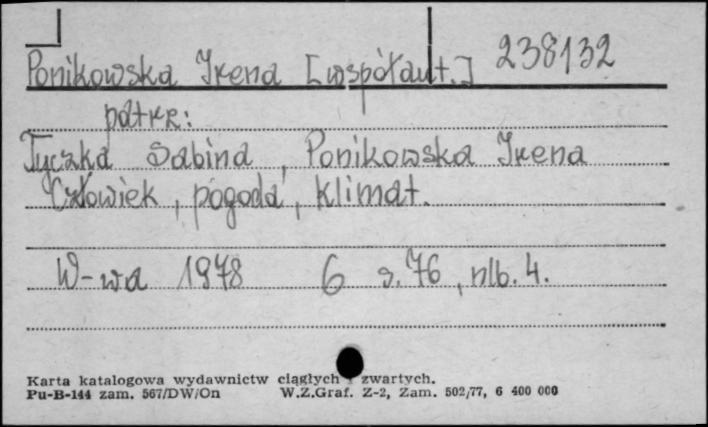 Ponikowska Irena [współaut.] 238132
patrz:
Tyczka Sabina, Ponikowska Irena
Człowiek, pogoda, klimat.
W-wa 1978 6 s. 76, nlb. 4.
Karta katalogowa wydawnictw ciągłych i zwartych.
Pu-B-144 zam. 567/DW/On W.Z.Graf. Z-2, Zam. 502/77, 6 400 000